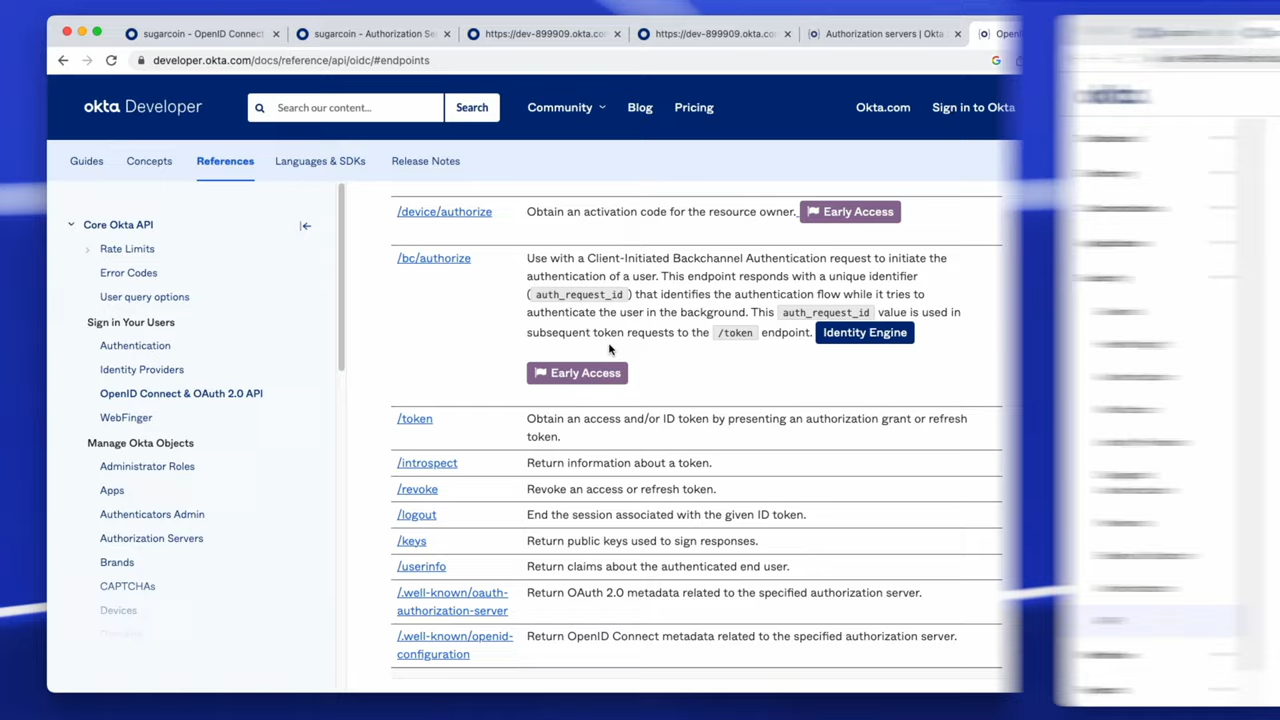 sugarcoin - OpenID Connect
sugarcoin - Authorization Se
https://dev-899909.okta.co
https://dev-899909.okta.co
Authorization servers | Okta
OpenI
developer.okta.com/docs/reference/api/oidc/#endpoints
okta Developer
Search our content...
Search
Community
Blog
Pricing
Okta.com
Sign in to Okta
Guides
Concepts
References
Languages & SDKs
Release Notes
Core Okta API
Rate Limits
Error Codes
User query options
Sign in Your Users
Authentication
Identity Providers
OpenID Connect & OAuth 2.0 API
WebFinger
Manage Okta Objects
Administrator Roles
Apps
Authenticators Admin
Authorization Servers
Brands
CAPTCHAs
Devices
/device/authorize
Obtain an activation code for the resource owner. Early Access
/bc/authorize
Use with a Client-Initiated Backchannel Authentication request to initiate the
authentication of a user. This endpoint responds with a unique identifier
( auth_request_id ) that identifies the authentication flow while it tries to
authenticate the user in the background. This auth_request_id value is used in
subsequent token requests to the /token endpoint. Identity Engine
Early Access
/token
Obtain an access and/or ID token by presenting an authorization grant or refresh
token.
/introspect
Return information about a token.
/revoke
Revoke an access or refresh token.
/logout
End the session associated with the given ID token.
/keys
Return public keys used to sign responses.
/userinfo
Return claims about the authenticated end user.
/.well-known/oauth-
authorization-server
Return OAuth 2.0 metadata related to the specified authorization server.
/.well-known/openid-
configuration
Return OpenID Connect metadata related to the specified authorization server.